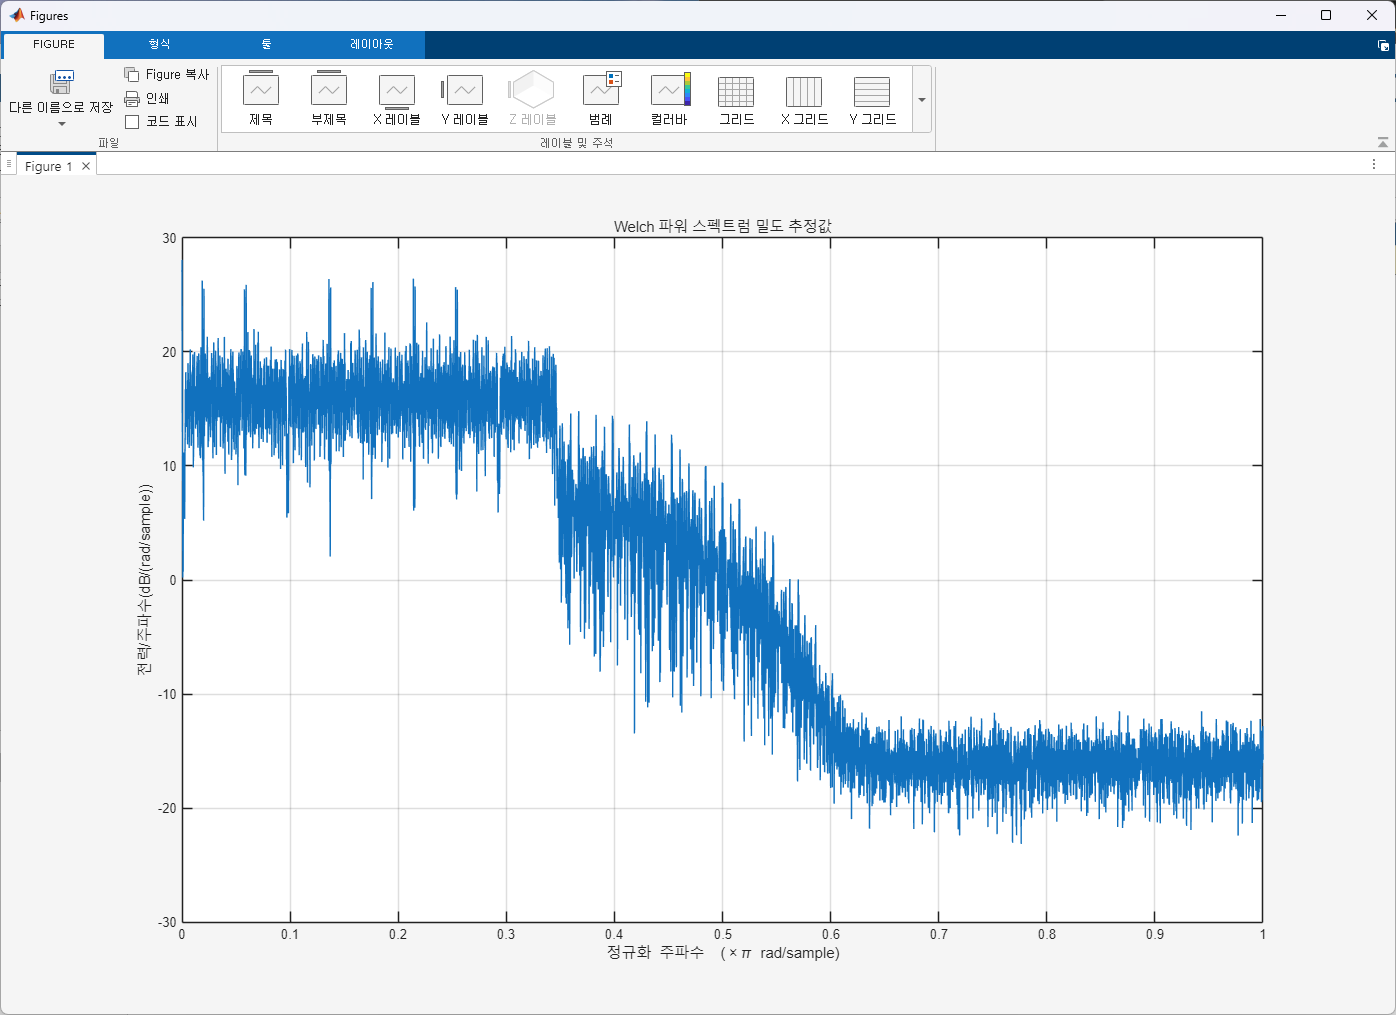 Figures
FIGURE 형식 툴 레이아웃
다른 이름으로 저장
Figure 복사
인쇄
코드 표시
파일
제목 부제목 X 레이블 Y 레이블 Z 레이블 범례 컬러바 그리드 X 그리드 Y 그리드
레이블 및 주석
Figure 1
Welch 파워 스펙트럼 밀도 추정값
30
20
10
0
-10
-20
-30
전력/주파수(dB/(rad/sample))
0 0.1 0.2 0.3 0.4 0.5 0.6 0.7 0.8 0.9 1
정규화 주파수 (×π rad/sample)